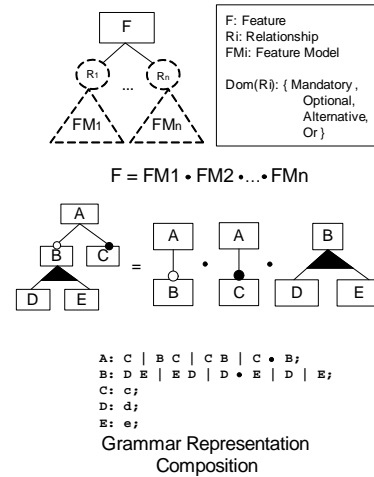 F
F: Feature
Ri: Relationship
FMi: Feature Model
Dom(Ri): { Mandatory ,
Optional,
Alternative,
Or }
R1 ... Rn
FM1 FMn
F = FM1 • FM2 •...• FMn
A
B C
D E
=
A
B
•
A
C
•
B
D E
A: C | B C | C B | C • B;
B: D E | E D | D • E | D | E;
C: c;
D: d;
E: e;
Grammar Representation
Composition